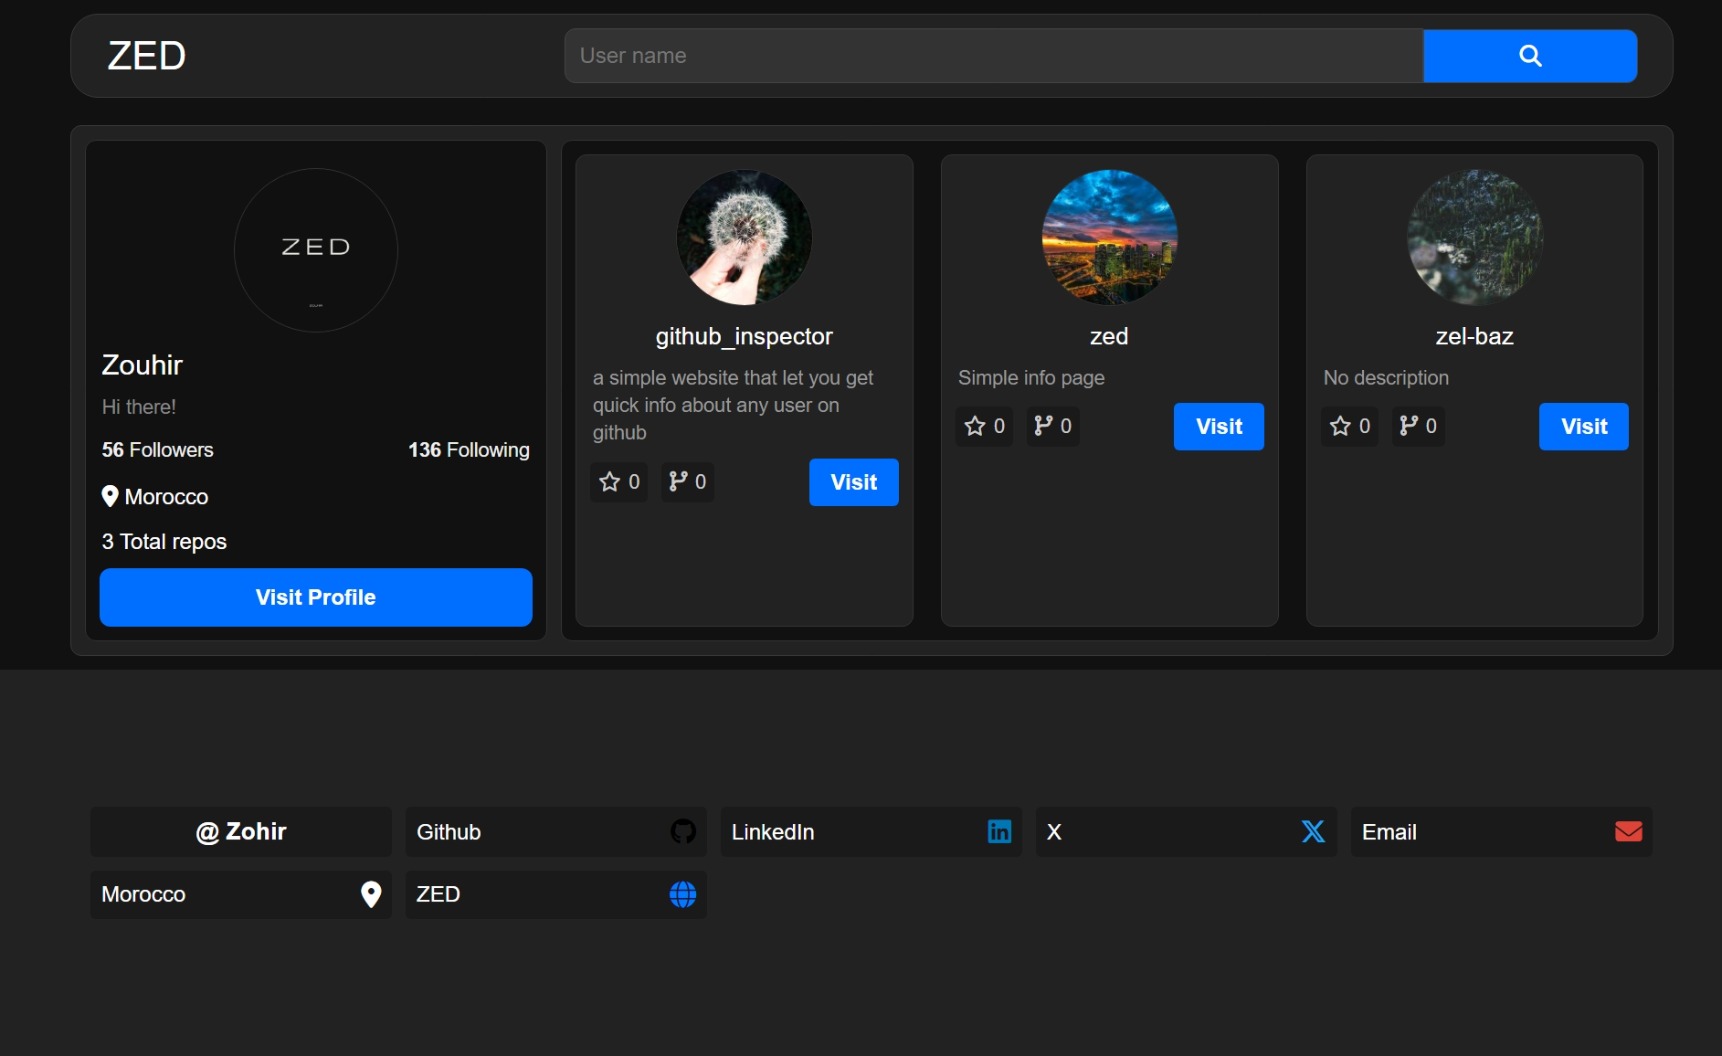 ZED
User name
ZED
Zouhir
Hi there!
56 Followers
136 Following
Morocco
3 Total repos
Visit Profile
github_inspector
a simple website that let you get
quick info about any user on
github
0
0
Visit
zed
Simple info page
0
0
Visit
zel-baz
No description
0
0
Visit
@ Zohir
Github
LinkedIn
in
X
Email
Morocco
ZED